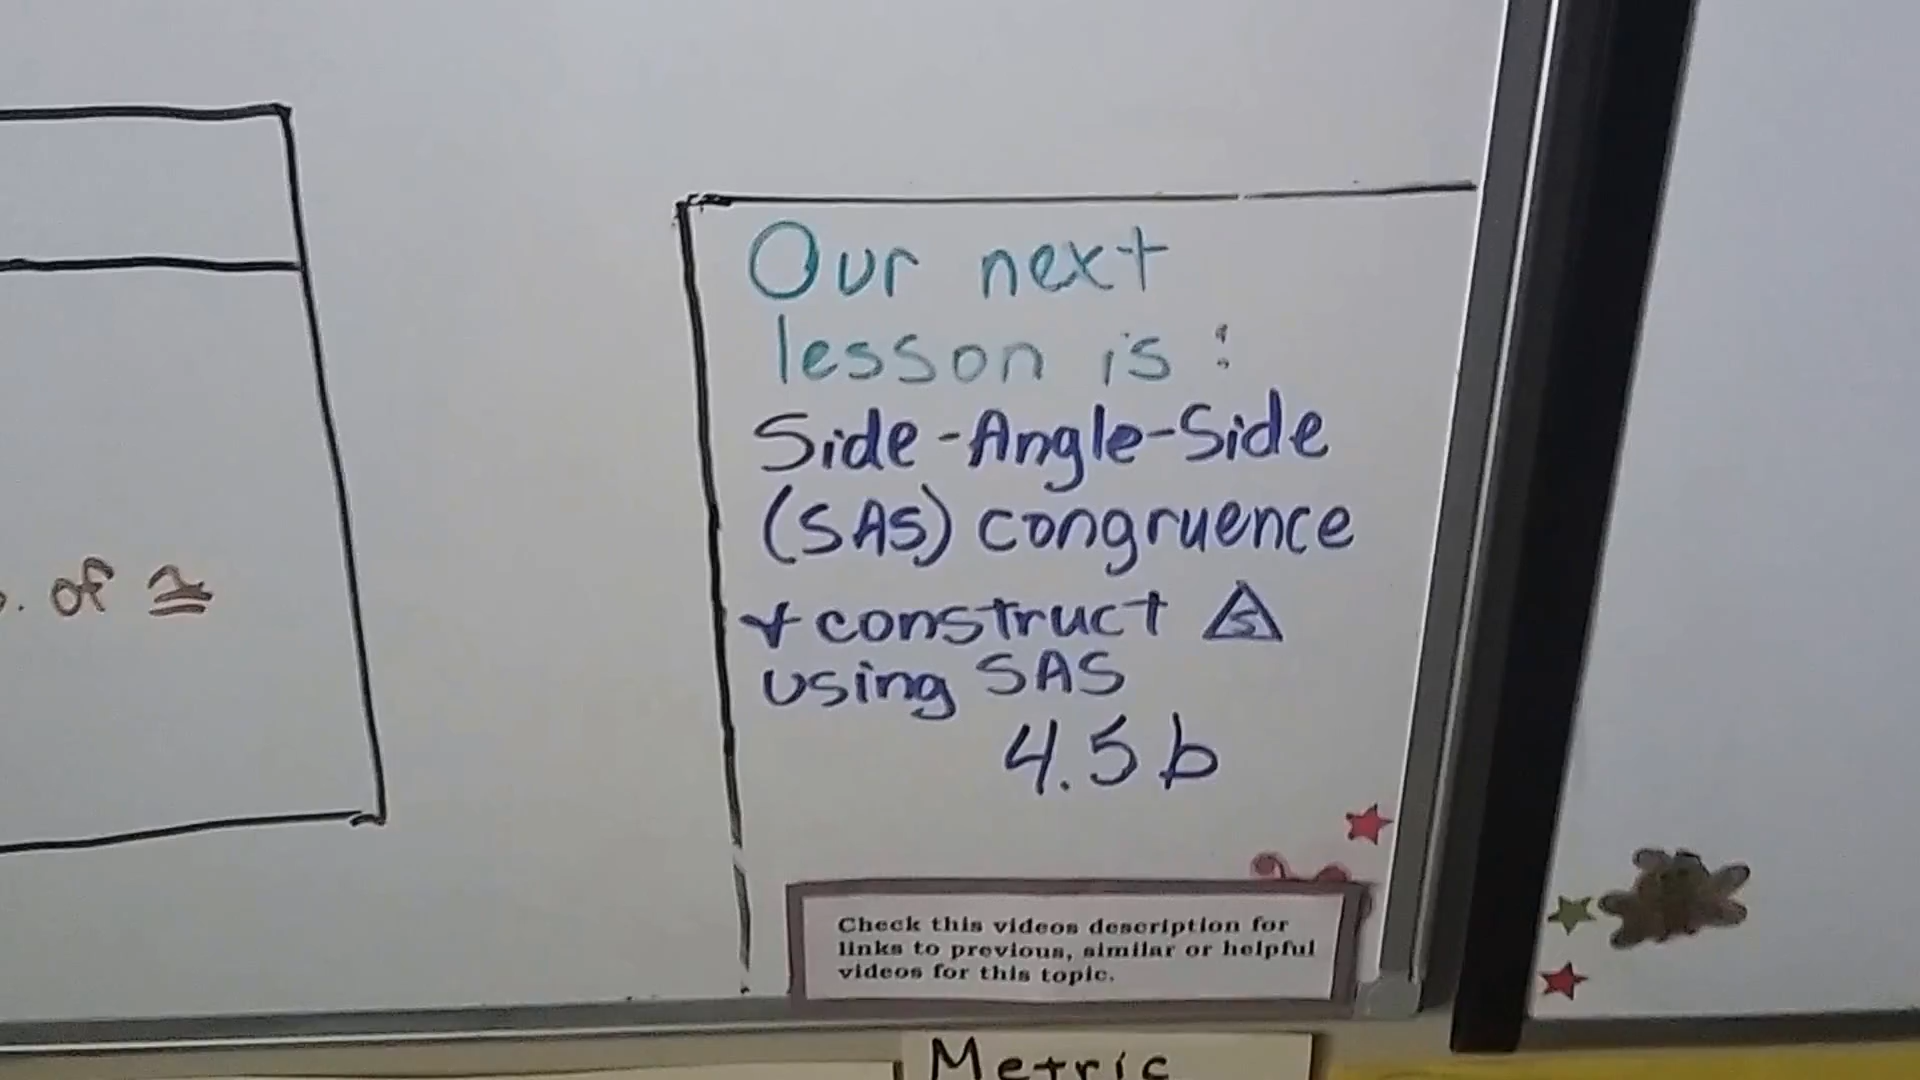 of ≅
Our next
lesson is:
Side-Angle-Side
(SAS) congruence
+ construct △s
using SAS
4.5b
Check this videos description for
links to previous, similar or helpful
videos for this topic.
Metric